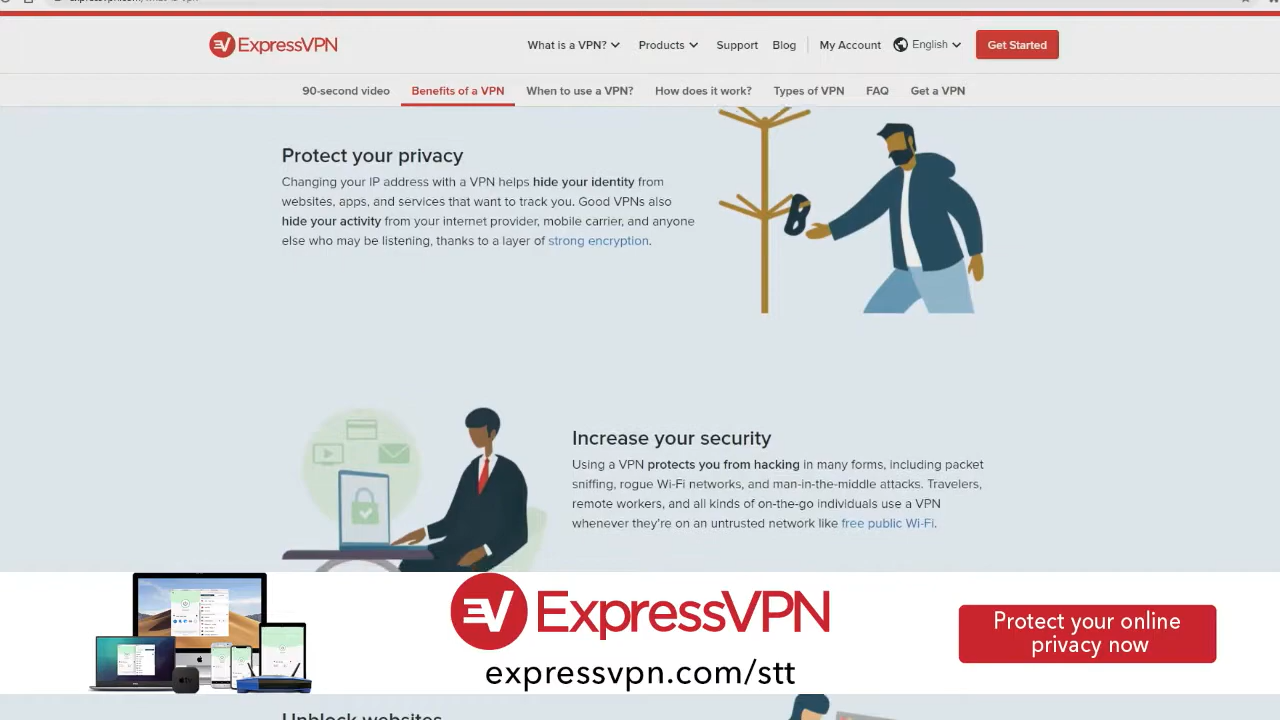 ExpressVPN
What is a VPN? Products Support Blog My Account English Get Started
90-second video Benefits of a VPN When to use a VPN? How does it work? Types of VPN FAQ Get a VPN
Protect your privacy
Changing your IP address with a VPN helps hide your identity from
websites, apps, and services that want to track you. Good VPNs also
hide your activity from your internet provider, mobile carrier, and anyone
else who may be listening, thanks to a layer of strong encryption.
Increase your security
Using a VPN protects you from hacking in many forms, including packet
sniffing, rogue Wi-Fi networks, and man-in-the-middle attacks. Travelers,
remote workers, and all kinds of on-the-go individuals use a VPN
whenever they're on an untrusted network like free public Wi-Fi.
ExpressVPN
expressvpn.com/stt
Protect your online
privacy now
Unblock websites